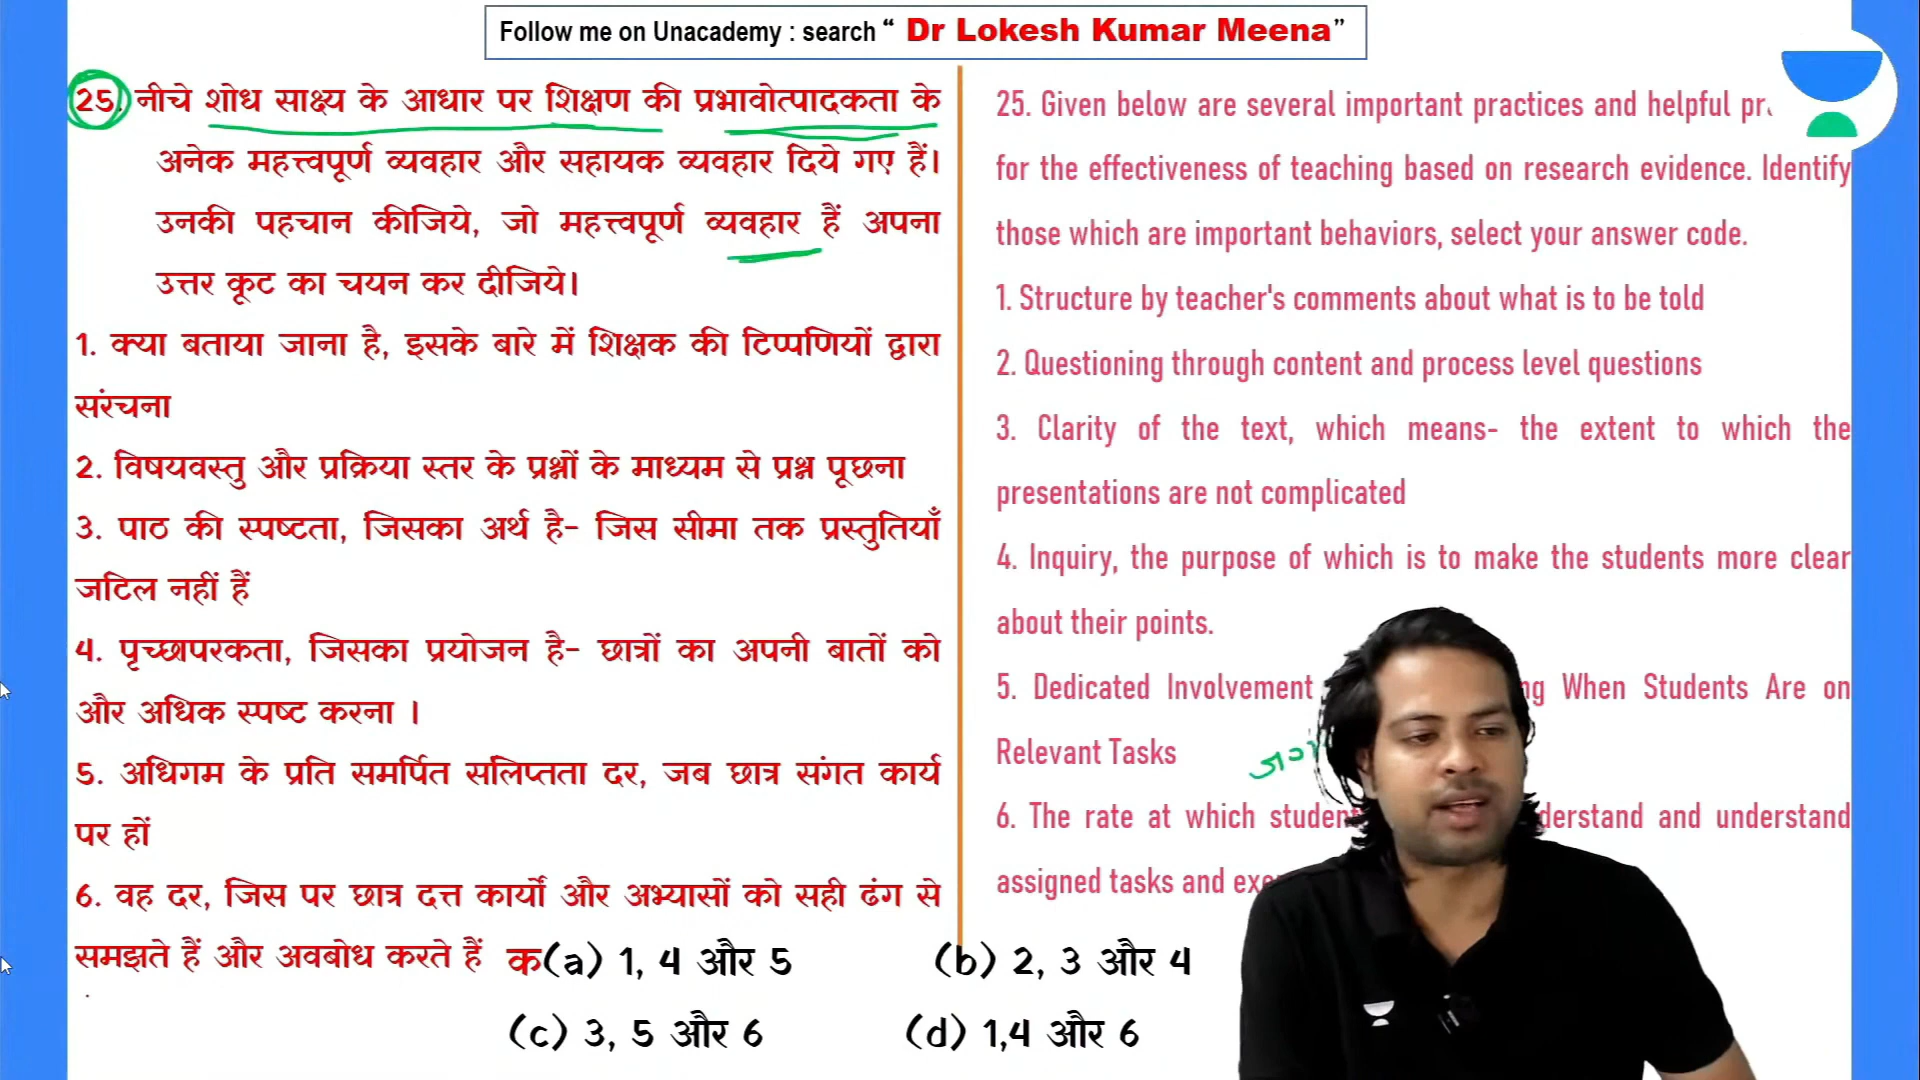 Follow me on Unacademy : search “ Dr Lokesh Kumar Meena”
25. नीचे शोध साक्ष्य के आधार पर शिक्षण की प्रभावोत्पादकता के
अनेक महत्त्वपूर्ण व्यवहार और सहायक व्यवहार दिये गए हैं।
उनकी पहचान कीजिये, जो महत्त्वपूर्ण व्यवहार हैं अपना
उत्तर कूट का चयन कर दीजिये।
1. क्या बताया जाना है, इसके बारे में शिक्षक की टिप्पणियों द्वारा
सरंचना
2. विषयवस्तु और प्रक्रिया स्तर के प्रश्नों के माध्यम से प्रश्न पूछना
3. पाठ की स्पष्टता, जिसका अर्थ है- जिस सीमा तक प्रस्तुतियाँ
जटिल नहीं हैं
4. पृच्छापरकता, जिसका प्रयोजन है- छात्रों का अपनी बातों को
और अधिक स्पष्ट करना ।
5. अधिगम के प्रति समर्पित सलिप्तता दर, जब छात्र संगत कार्य
पर हों
6. वह दर, जिस पर छात्र दत्त कार्यों और अभ्यासों को सही ढंग से
समझते हैं और अवबोध करते हैं
25. Given below are several important practices and helpful
for the effectiveness of teaching based on research evidence. Identify
those which are important behaviors, select your answer code.
1. Structure by teacher's comments about what is to be told
2. Questioning through content and process level questions
3. Clarity of the text, which means- the extent to which the
presentations are not complicated
4. Inquiry, the purpose of which is to make the students more clear
about their points.
5. Dedicated Involvement When Students Are on
Relevant Tasks
6. The rate at which and understand
assigned tasks and
क(a) 1, 4 और 5 (b) 2, 3 और 4
(c) 3, 5 और 6 (d) 1,4 और 6